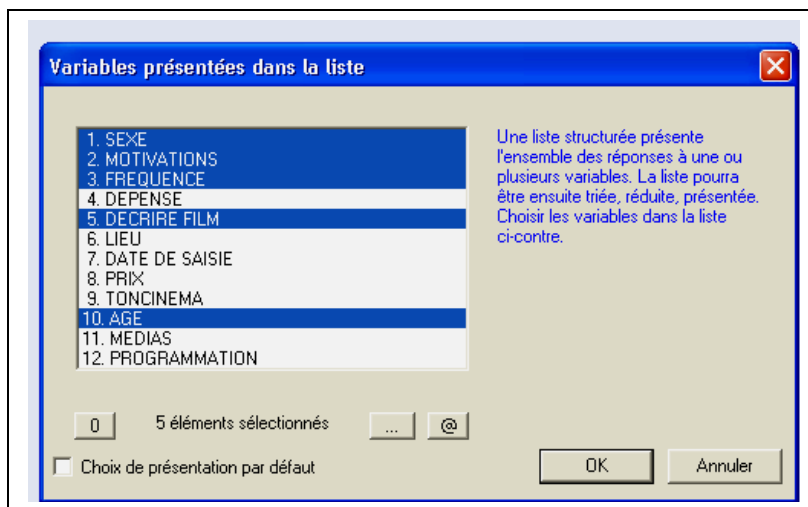 Variables présentées dans la liste
1. SEXE
2. MOTIVATIONS
3. FREQUENCE
4. DEPENSE
5. DECRIRE FILM
6. LIEU
7. DATE DE SAISIE
8. PRIX
9. TONCINEMA
10. AGE
11. MEDIAS
12. PROGRAMMATION
Une liste structurée présente
l'ensemble des réponses à une ou
plusieurs variables. La liste pourra
être ensuite triée, réduite, présentée.
Choisir les variables dans la liste
ci-contre.
0 5 éléments sélectionnés ... @
Choix de présentation par défaut
OK Annuler